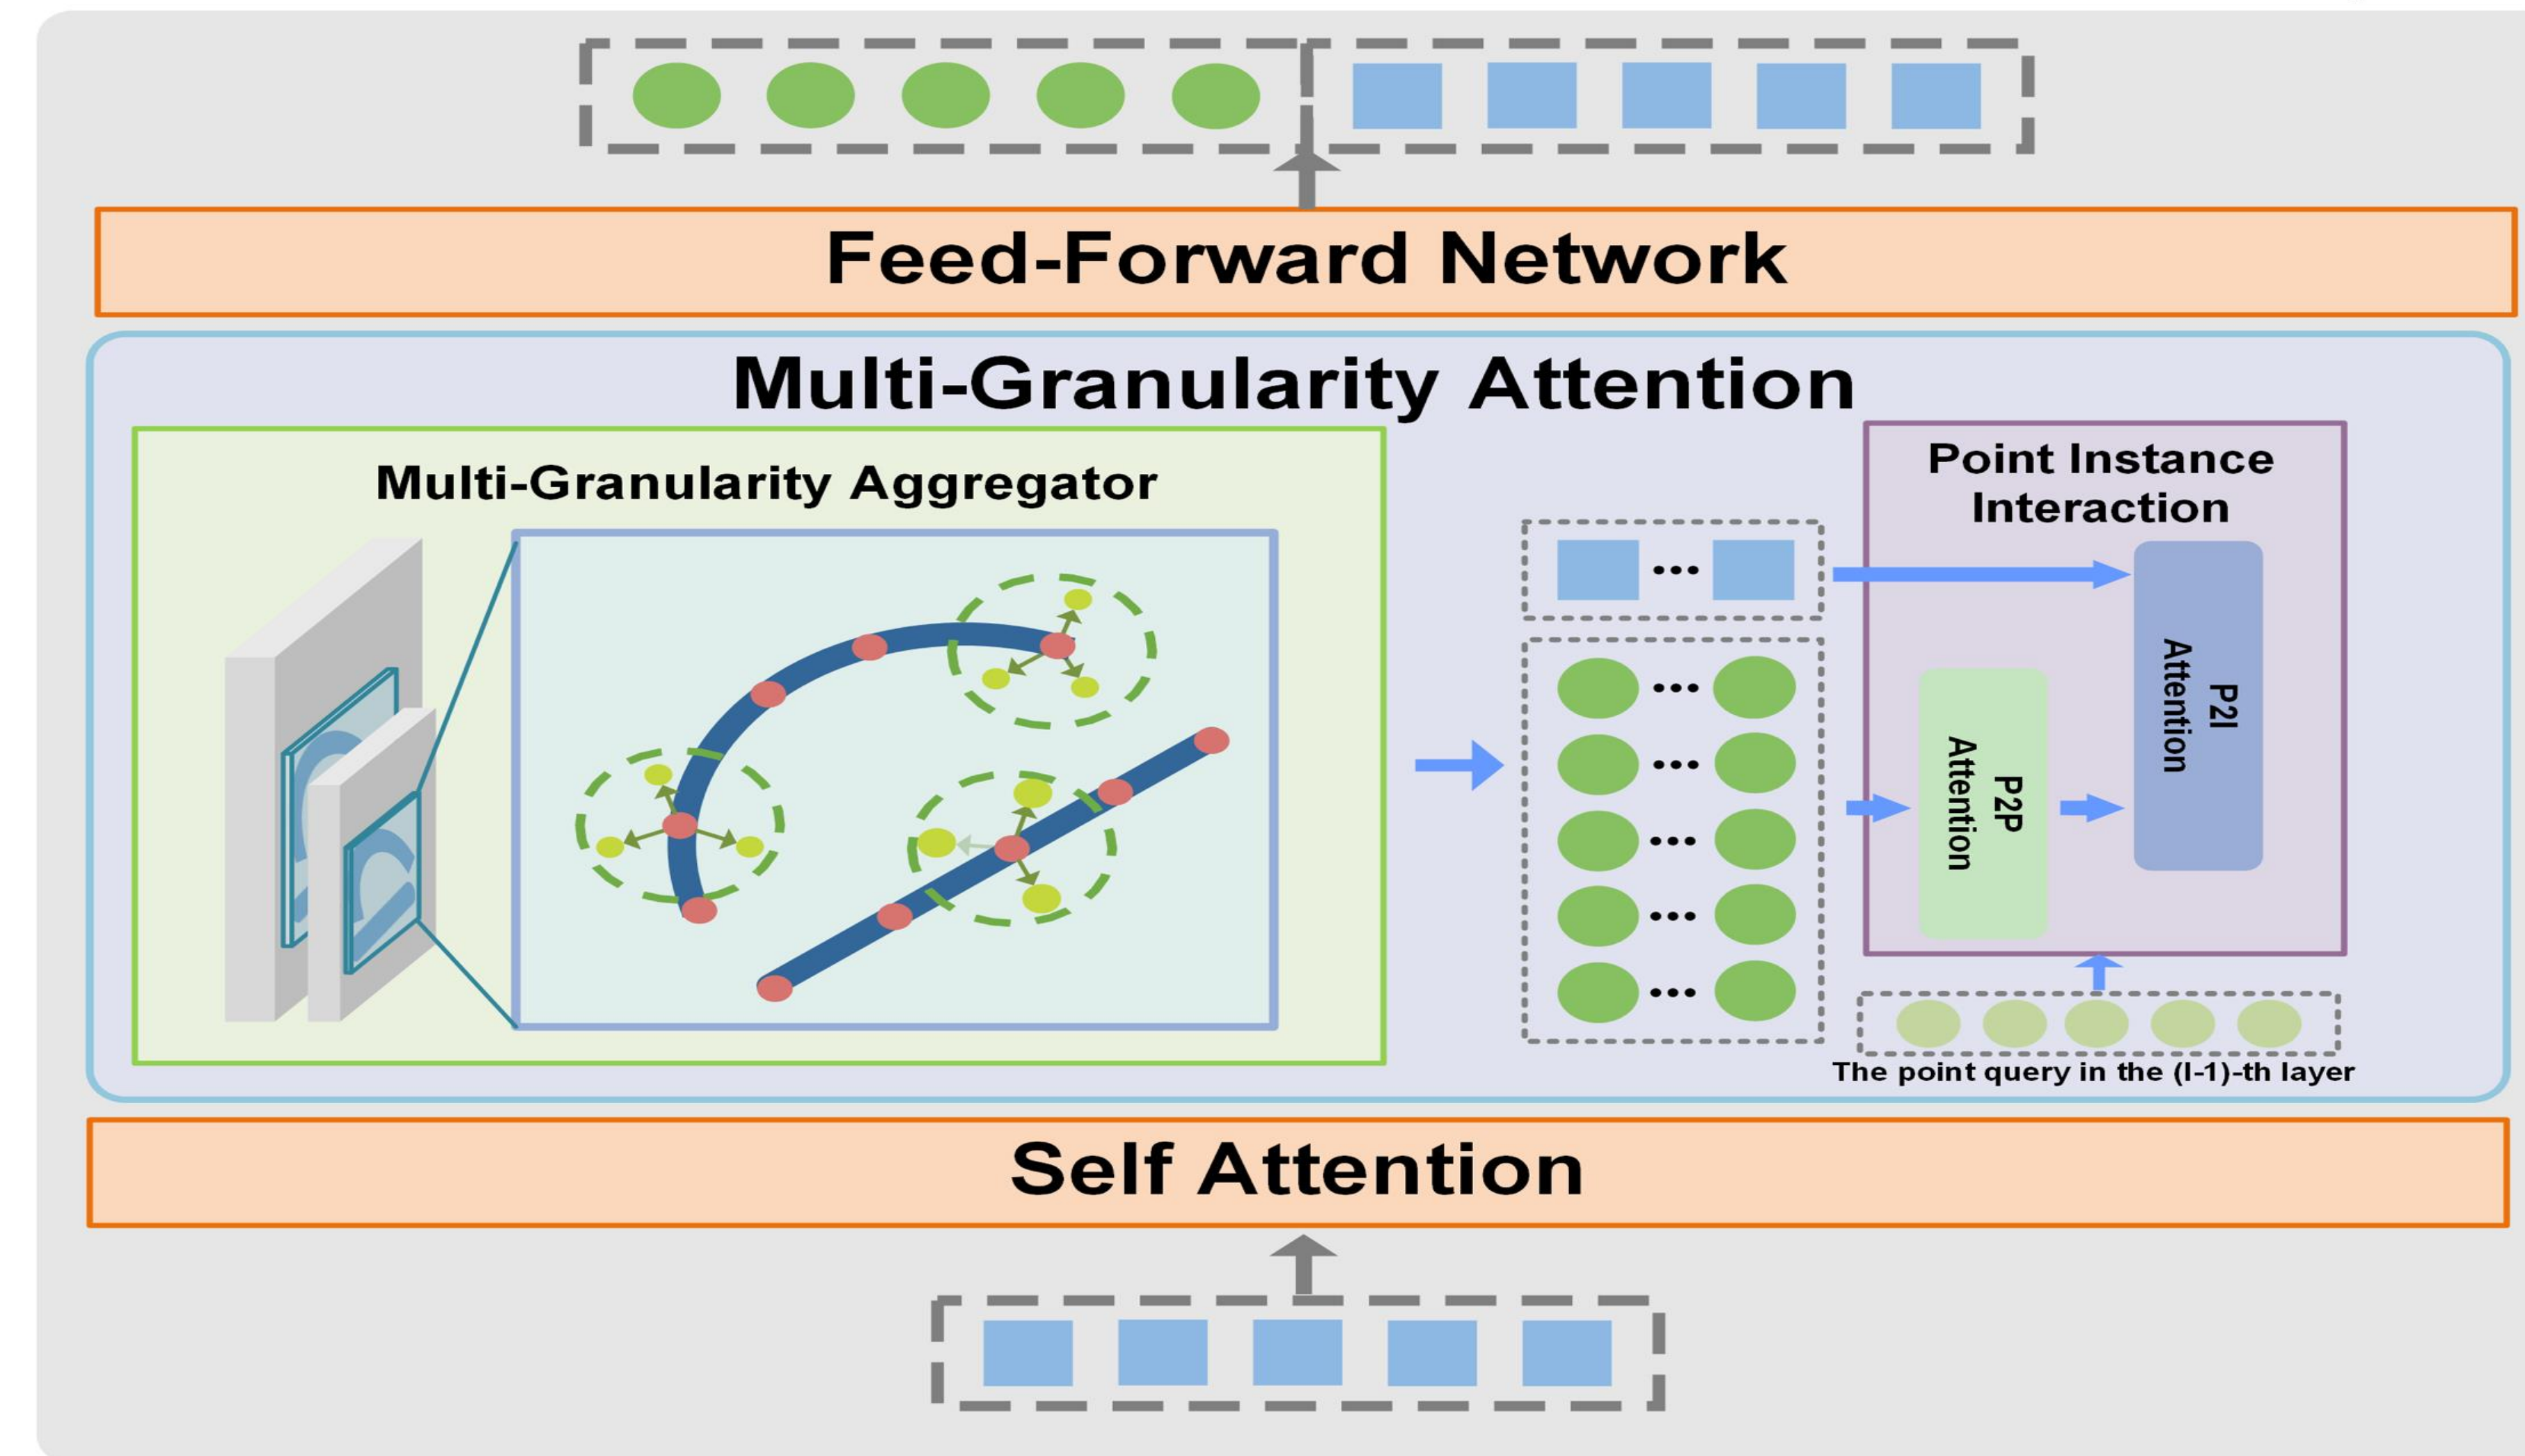 Feed-Forward Network
Multi-Granularity Attention
Multi-Granularity Aggregator
Point Instance
Interaction
P2I
Attention
P2P
Attention
The point query in the (l-1)-th layer
Self Attention